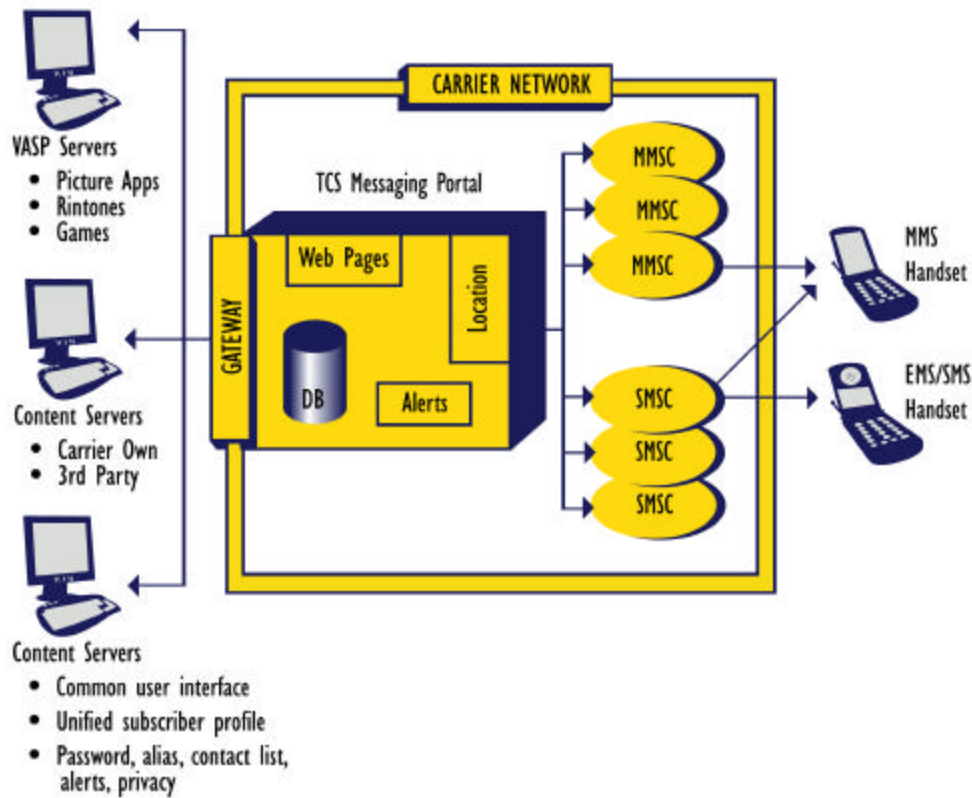 CARRIER NETWORK
VASP Servers
• Picture Apps
• Rintones
• Games
TCS Messaging Portal
GATEWAY
Web Pages
Location
DB
Alerts
MMSC
MMSC
MMSC
SMSC
SMSC
SMSC
MMS
Handset
EMS/SMS
Handset
Content Servers
• Carrier Own
• 3rd Party
Content Servers
• Common user interface
• Unified subscriber profile
• Password, alias, contact list,
alerts, privacy